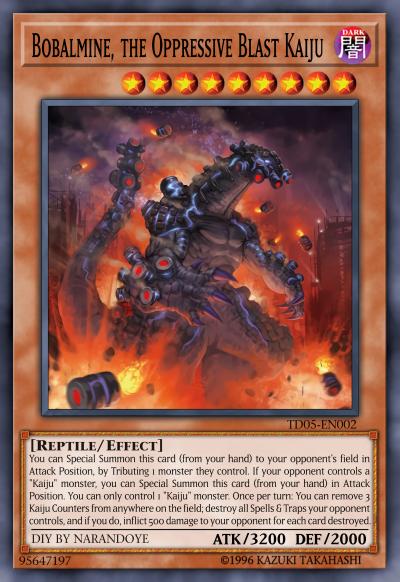 Bobalmine, the Oppressive Blast Kaiju
DARK
闇
TD05-EN002
[Reptile/Effect]
You can Special Summon this card (from your hand) to your opponent's field in
Attack Position, by Tributing 1 monster they control. If your opponent controls a
"Kaiju" monster, you can Special Summon this card (from your hand) in Attack
Position. You can only control 1 "Kaiju" monster. Once per turn: You can remove 3
Kaiju Counters from anywhere on the field; destroy all Spells & Traps your opponent
controls, and if you do, inflict 500 damage to your opponent for each card destroyed.
DIY BY NARANDOYE
ATK/3200 DEF/2000
95647197
©1996 KAZUKI TAKAHASHI